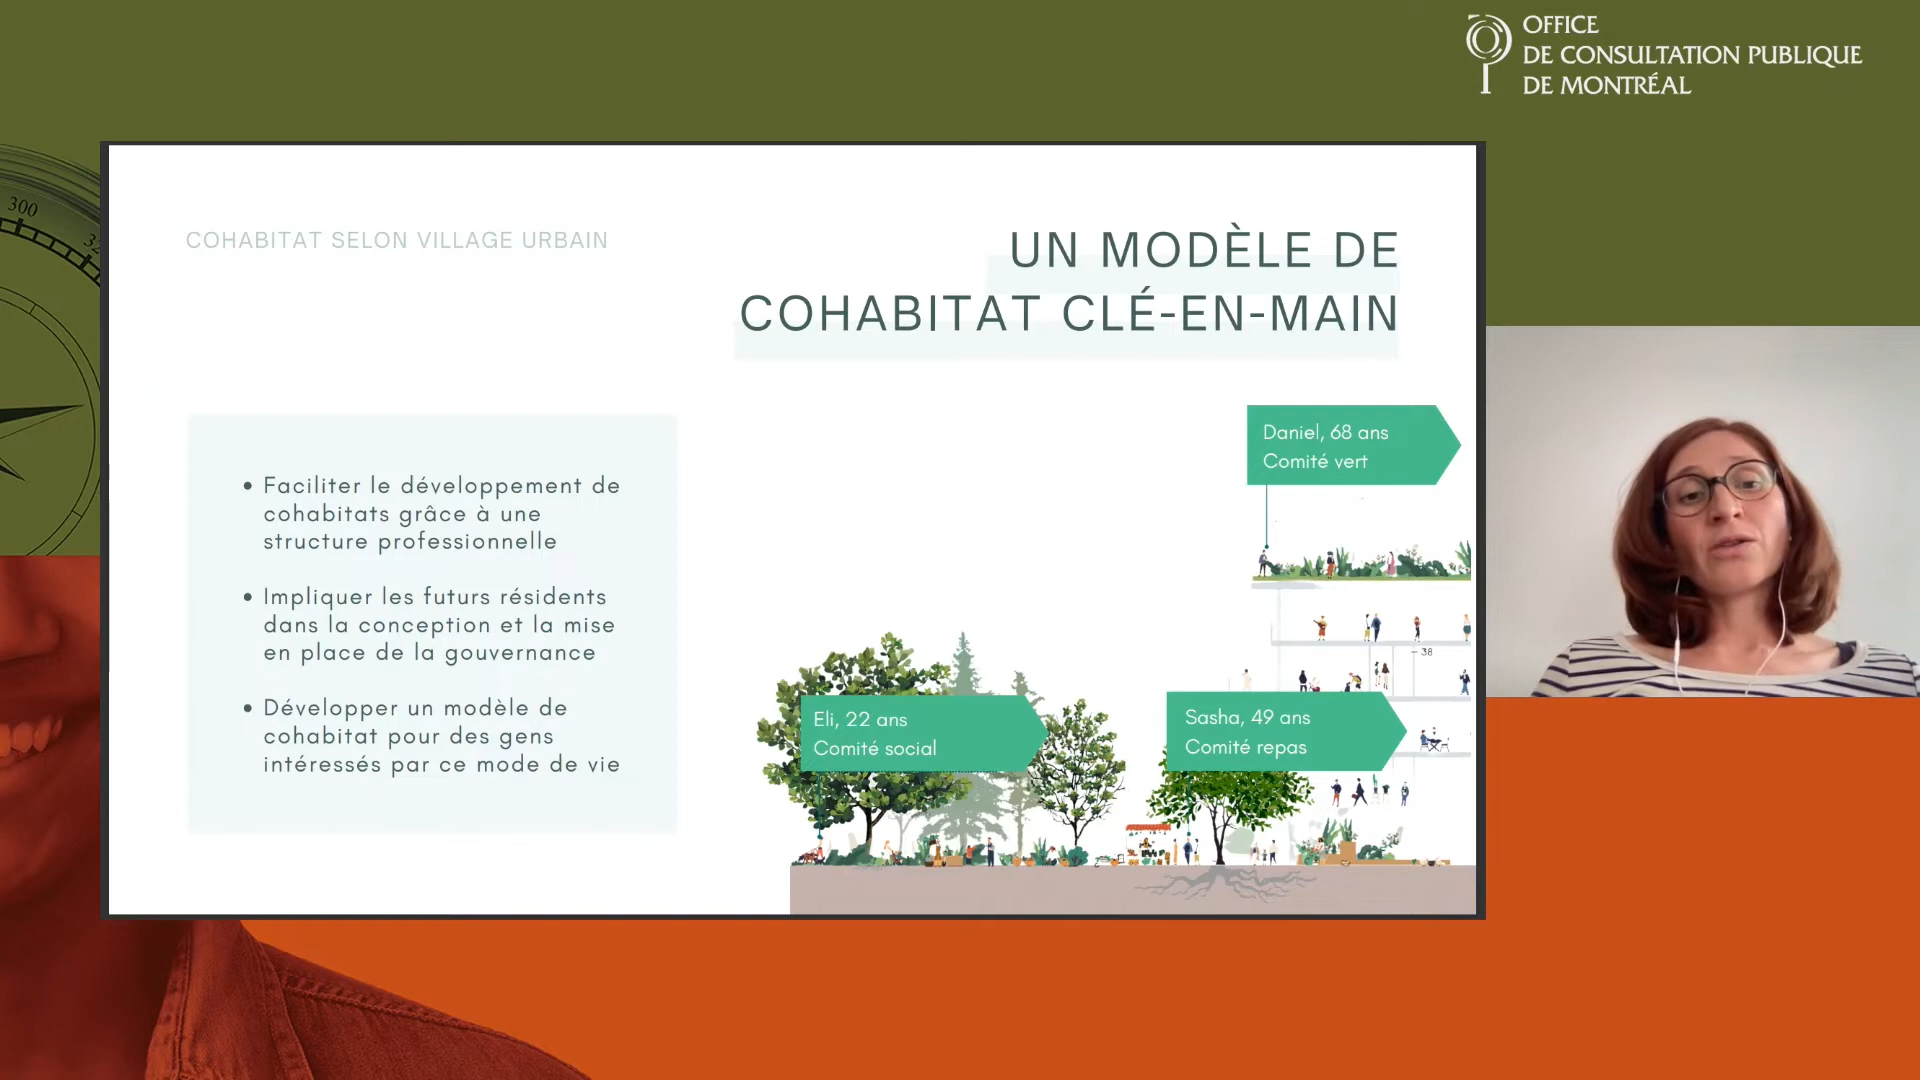 OFFICE
DE CONSULTATION PUBLIQUE
DE MONTRÉAL
300
COHABITAT SELON VILLAGE URBAIN
UN MODÈLE DE
COHABITAT CLÉ-EN-MAIN
• Faciliter le développement de
cohabitats grâce à une
structure professionnelle
• Impliquer les futurs résidents
dans la conception et la mise
en place de la gouvernance
• Développer un modèle de
cohabitat pour des gens
intéressés par ce mode de vie
Daniel, 68 ans
Comité vert
38
Eli, 22 ans
Comité social
Sasha, 49 ans
Comité repas